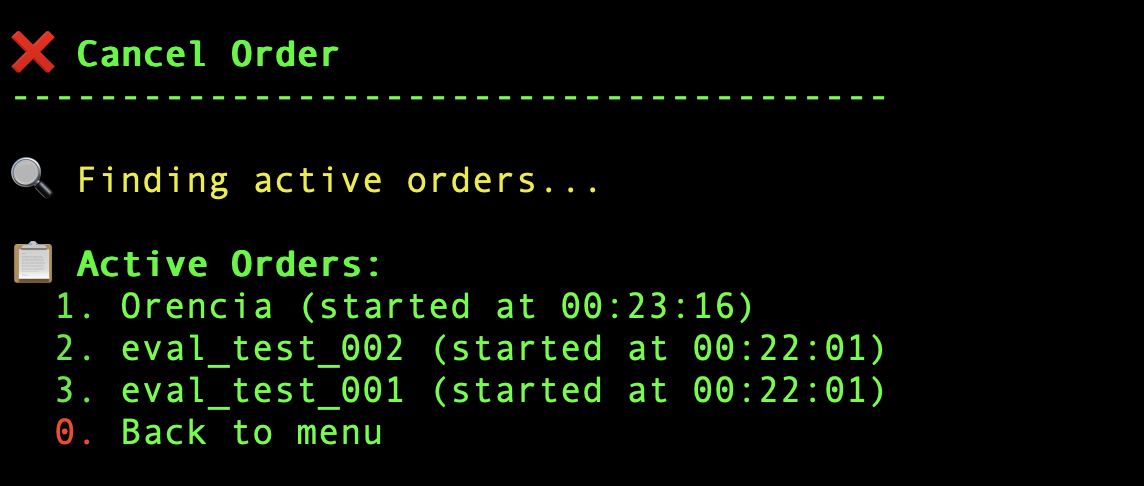 ❌ Cancel Order
----------------------------------------
🔍 Finding active orders...
📋 Active Orders:
1. Orencia (started at 00:23:16)
2. eval_test_002 (started at 00:22:01)
3. eval_test_001 (started at 00:22:01)
0. Back to menu